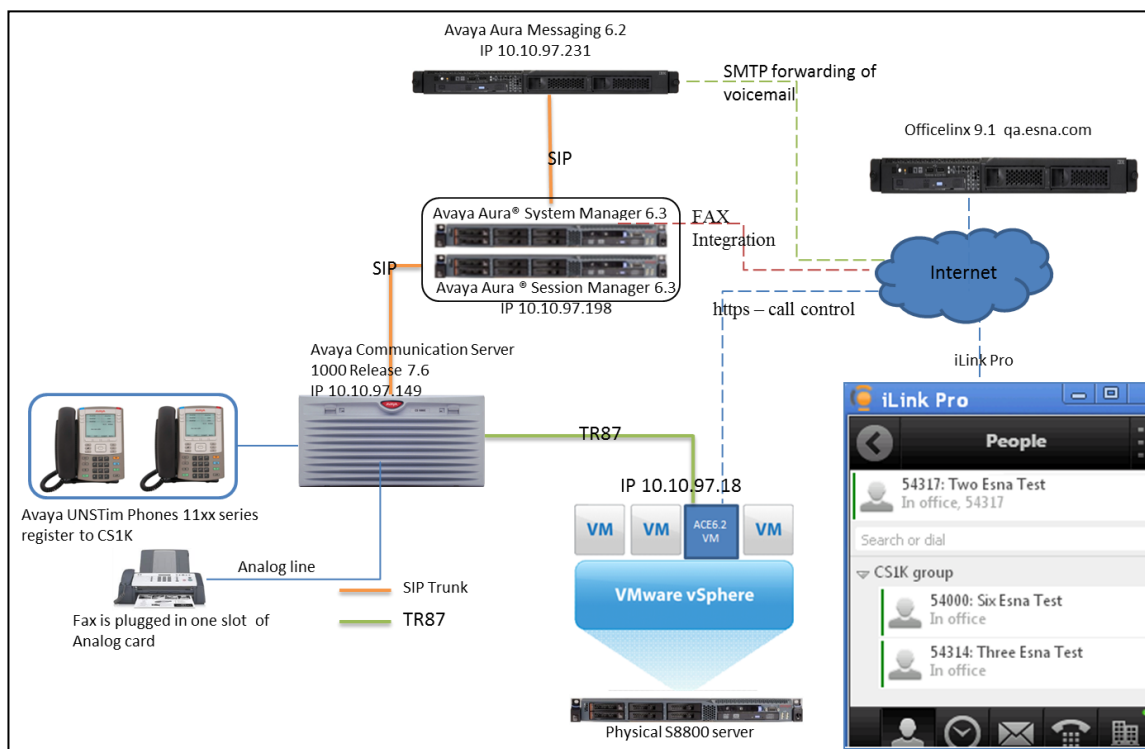 Avaya Aura Messaging 6.2
IP 10.10.97.231
SMTP forwarding of
voicemail
Officelinx 9.1 qa.esna.com
SIP
Avaya Aura® System Manager 6.3
FAX
Integration
SIP
Avaya Aura ® Session Manager 6.3
IP 10.10.97.198
Internet
https – call control
Avaya Communication Server
1000 Release 7.6
IP 10.10.97.149
iLink Pro
iLink Pro
People
54317: Two Esna Test
In office, 54317
Search or dial
CS1K group
54000: Six Esna Test
In office
54314: Three Esna Test
In office
TR87
IP 10.10.97.18
VM
VM
ACE6.2
VM
VM
VMware vSphere
Physical S8800 server
Avaya UNSTim Phones 11xx series
register to CS1K
Analog line
Fax is plugged in one slot of
Analog card
SIP Trunk
TR87